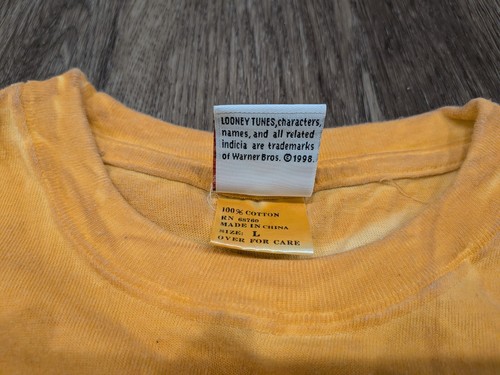 LOONEY TUNES,characters,
names, and all related
indicia are trademarks
of Warner Bros. ©1998.
100% COTTON
RN 66760
MADE IN CHINA
SIZE: L
OVER FOR CARE